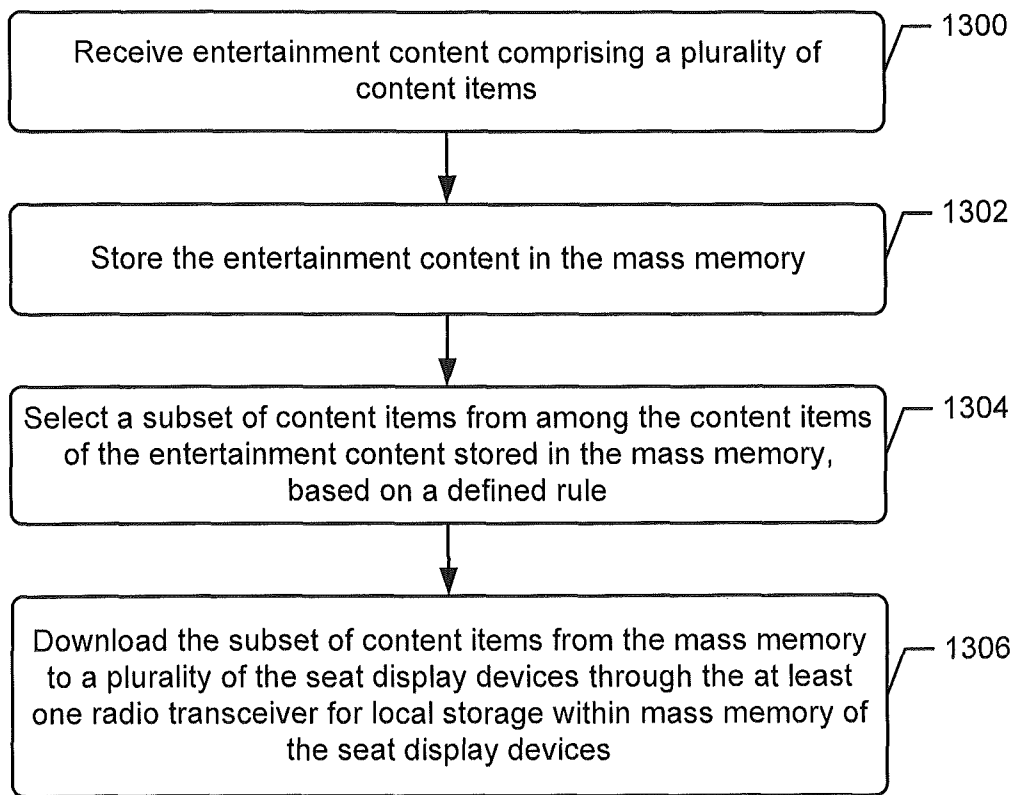 1300
Receive entertainment content comprising a plurality of
content items
1302
Store the entertainment content in the mass memory
1304
Select a subset of content items from among the content items
of the entertainment content stored in the mass memory,
based on a defined rule
1306
Download the subset of content items from the mass memory
to a plurality of the seat display devices through the at least
one radio transceiver for local storage within mass memory of
the seat display devices